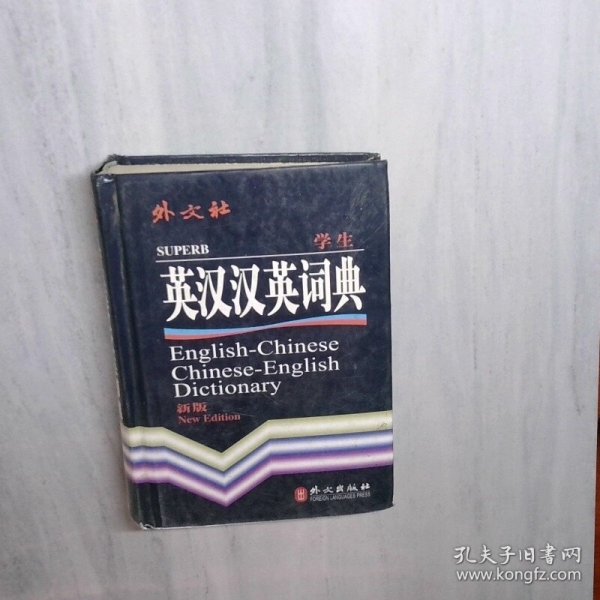 外文社
SUPERB
学生
英汉汉英词典
English-Chinese
Chinese-English
Dictionary
新版
New Edition
外文出版社
FOREIGN LANGUAGES PRESS
孔夫子旧书网
www.kongfz.com